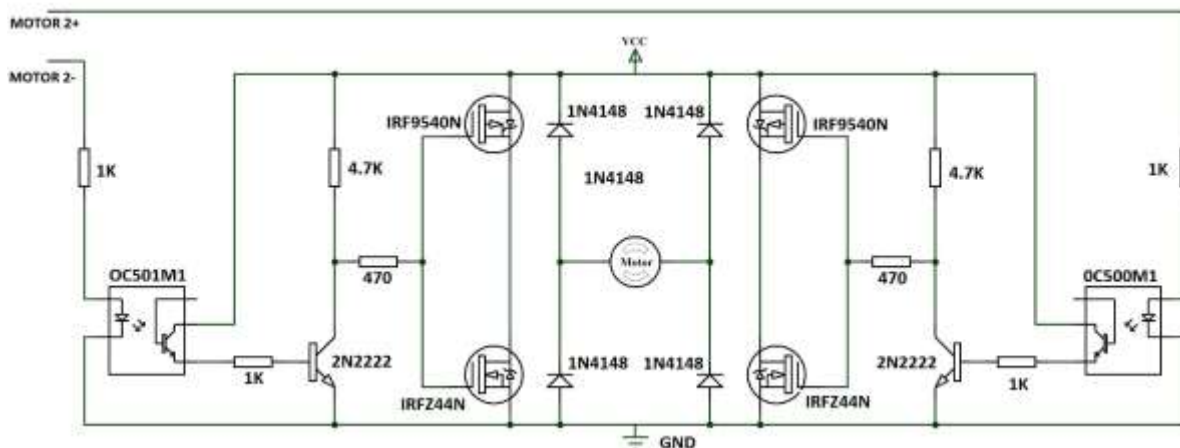 MOTOR 2+
VCC
MOTOR 2-
1N4148
1N4148
IRF9540N
IRF9540N
1K
4.7K
1N4148
4.7K
1K
Motor
OC501M1
470
470
0C500M1
1N4148
1N4148
2N2222
2N2222
1K
1K
IRFZ44N
IRFZ44N
GND